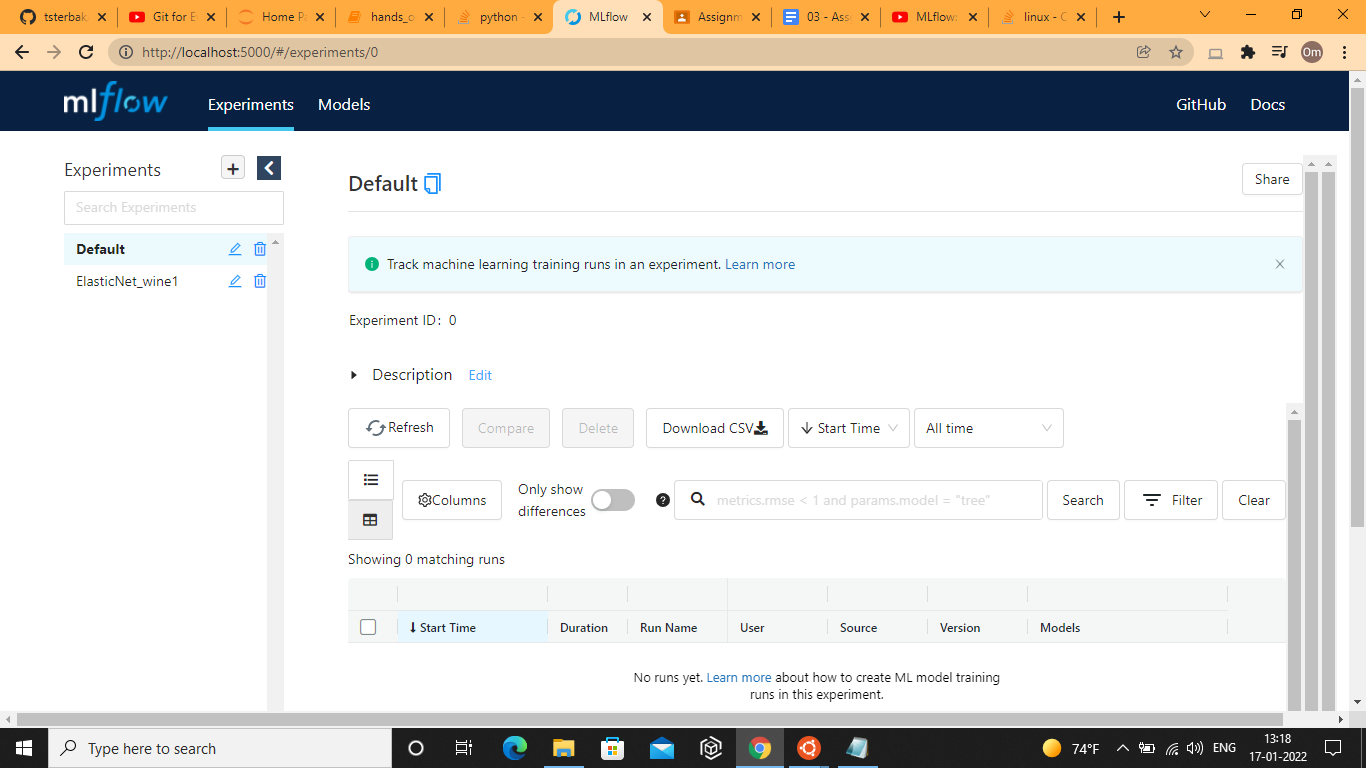 tsterbak
Git for E
Home P
hands_o
python -
MLflow
Assignm
03 - Ass
MLflow:
linux - C
http://localhost:5000/#/experiments/0
Om
mlflow Experiments Models GitHub Docs
Experiments
Search Experiments
Default
ElasticNet_wine1
Default
Share
Track machine learning training runs in an experiment. Learn more
Experiment ID: 0
Description Edit
Refresh Compare Delete Download CSV Start Time All time
Columns Only show differences metrics.rmse < 1 and params.model = "tree" Search Filter Clear
Showing 0 matching runs
Start Time Duration Run Name User Source Version Models
No runs yet. Learn more about how to create ML model training
runs in this experiment.
Type here to search
74°F
ENG
13:18
17-01-2022